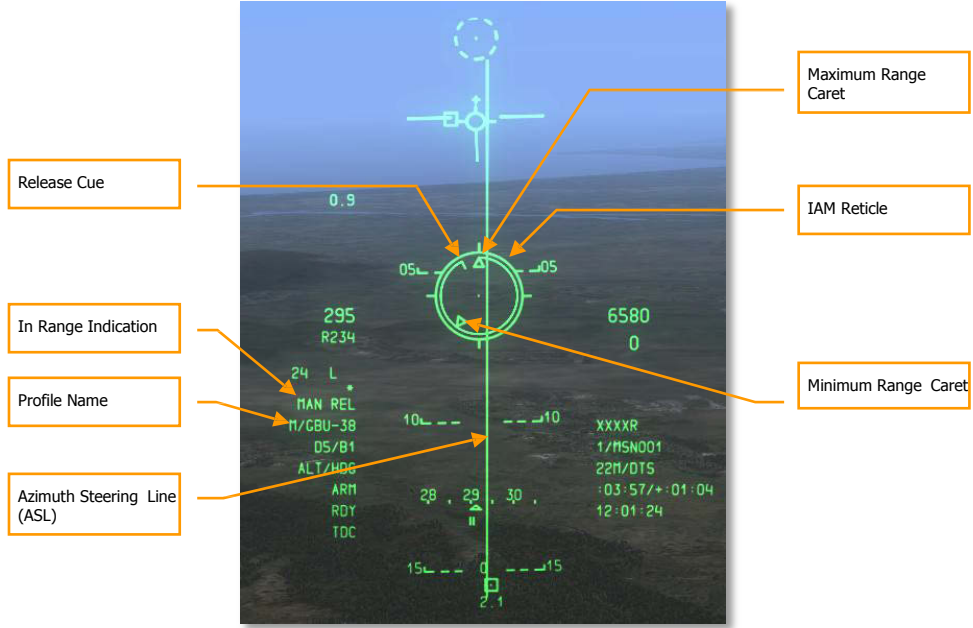 Maximum Range
Caret
Release Cue
IAM Reticle
0.9
05 05
In Range Indication
295
R234
6580
0
24 L
*
Minimum Range Caret
MAN REL
Profile Name
M/GBU-38
10 10
XXXXR
D5/B1
1/MSN001
ALT/HDG
22M/DTS
Azimuth Steering Line
(ASL)
ARM
28 . 29 . 30 .
:03:57/+:01:04
RDY
12:01:24
TDC
15 0 15
2.1